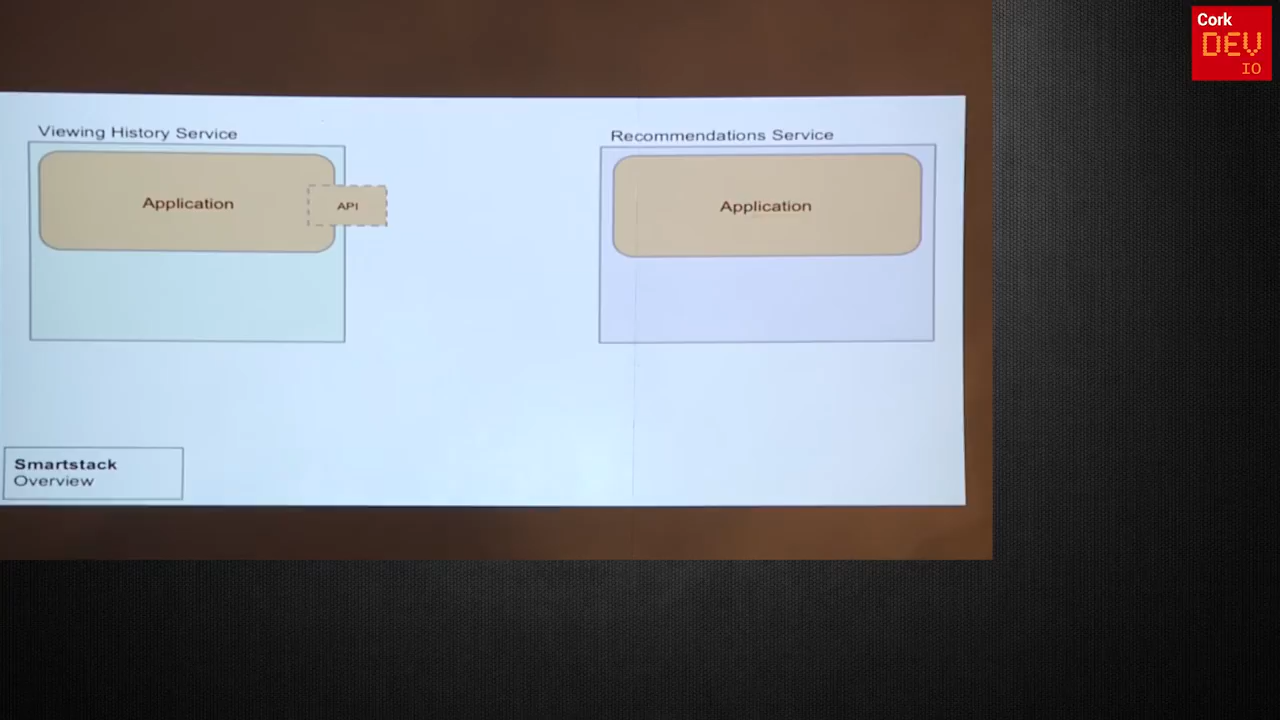 Cork
DEV
IO
Viewing History Service
Recommendations Service
Application
API
Application
Smartstack
Overview